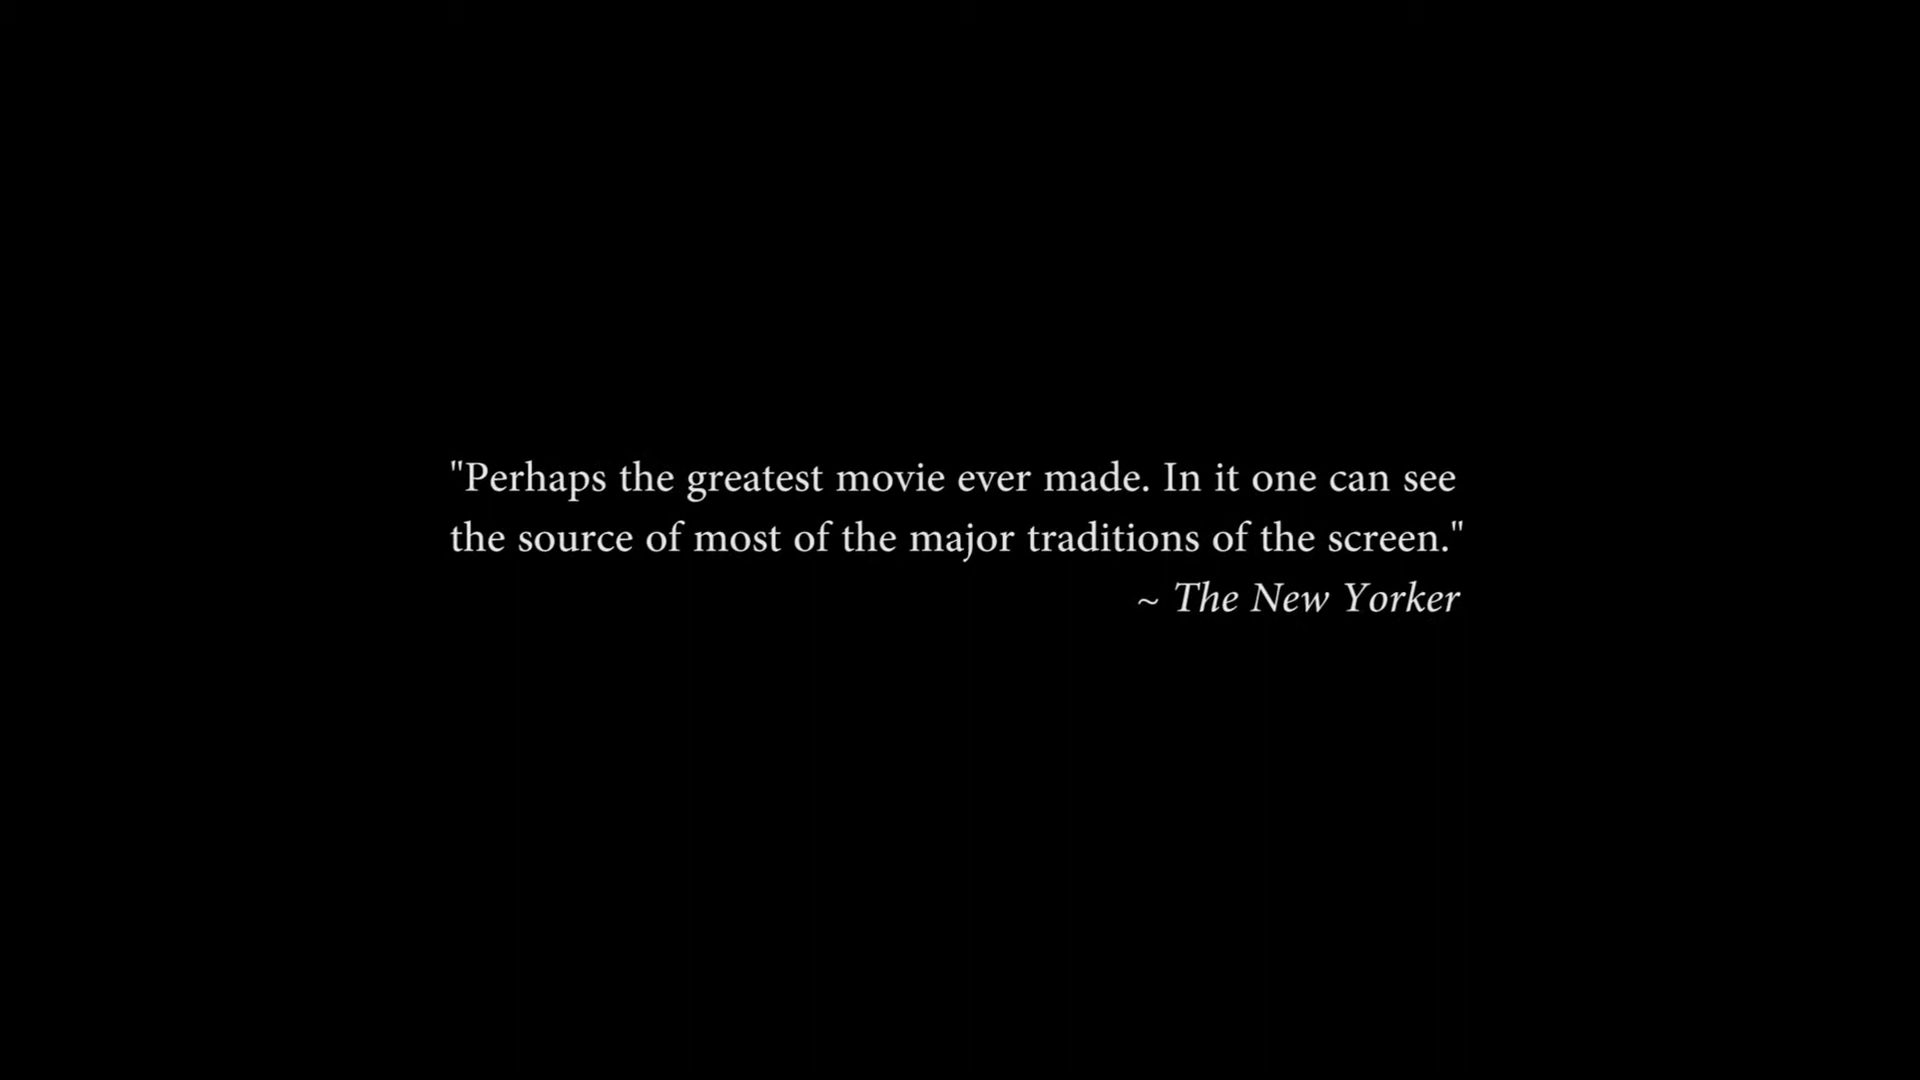 "Perhaps the greatest movie ever made. In it one can see
the source of most of the major traditions of the screen."
~ The New Yorker